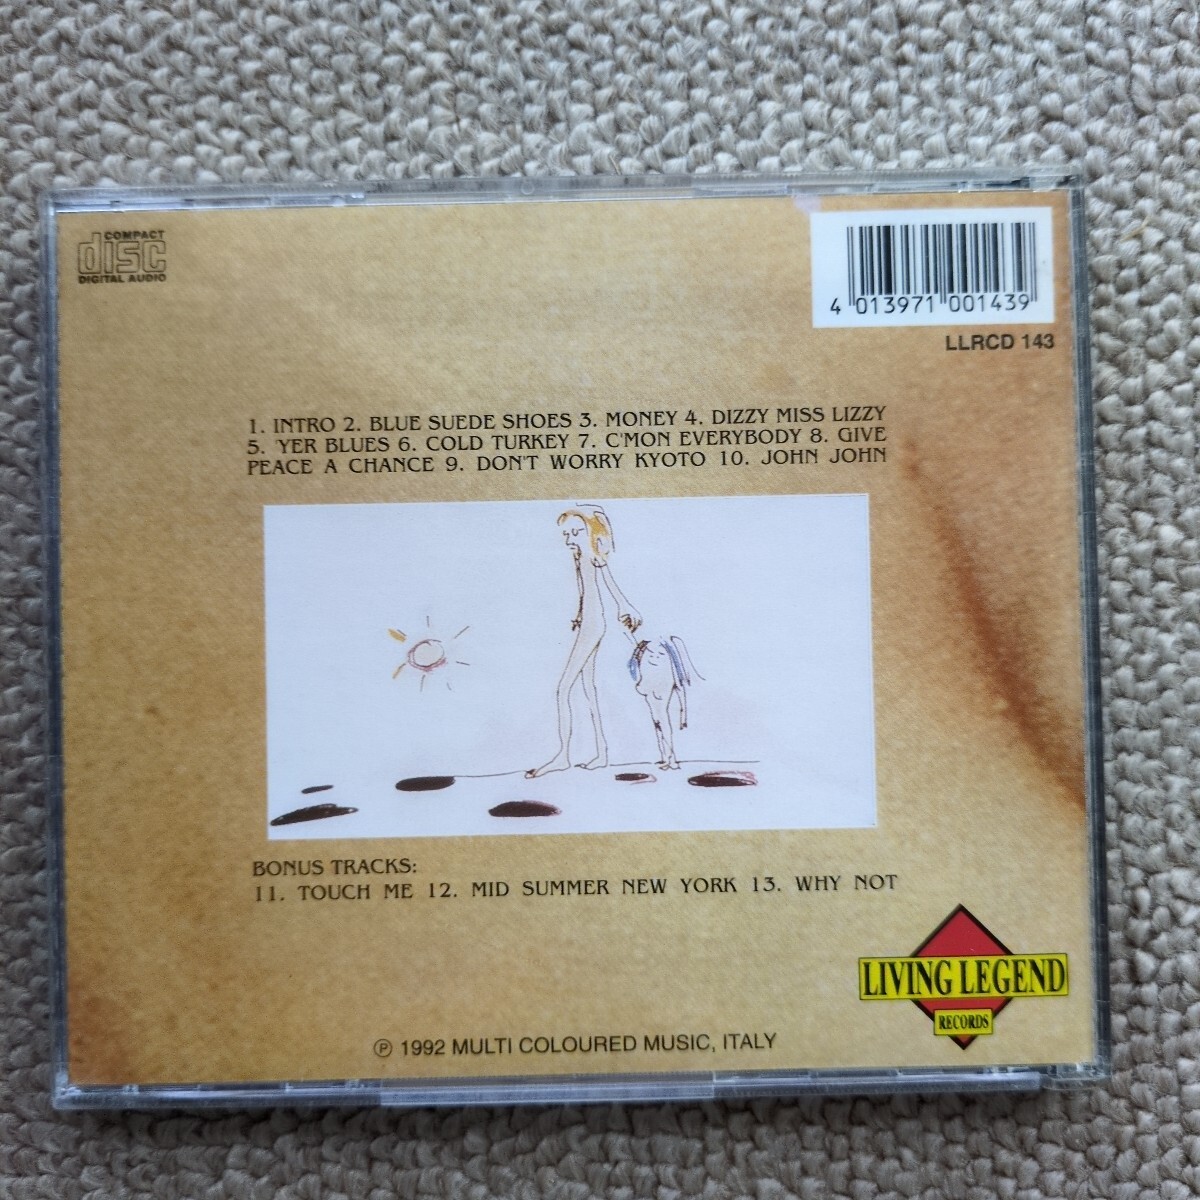 COMPACT
disc
DIGITAL AUDIO
4 013971 001439
LLRCD 143
1. INTRO 2. BLUE SUEDE SHOES 3. MONEY 4. DIZZY MISS LIZZY
5. 'YER BLUES 6. COLD TURKEY 7. C'MON EVERYBODY 8. GIVE
PEACE A CHANCE 9. DON'T WORRY KYOTO 10. JOHN JOHN
BONUS TRACKS:
11. TOUCH ME 12. MID SUMMER NEW YORK 13. WHY NOT
LIVING LEGEND
RECORDS
℗ 1992 MULTI COLOURED MUSIC, ITALY